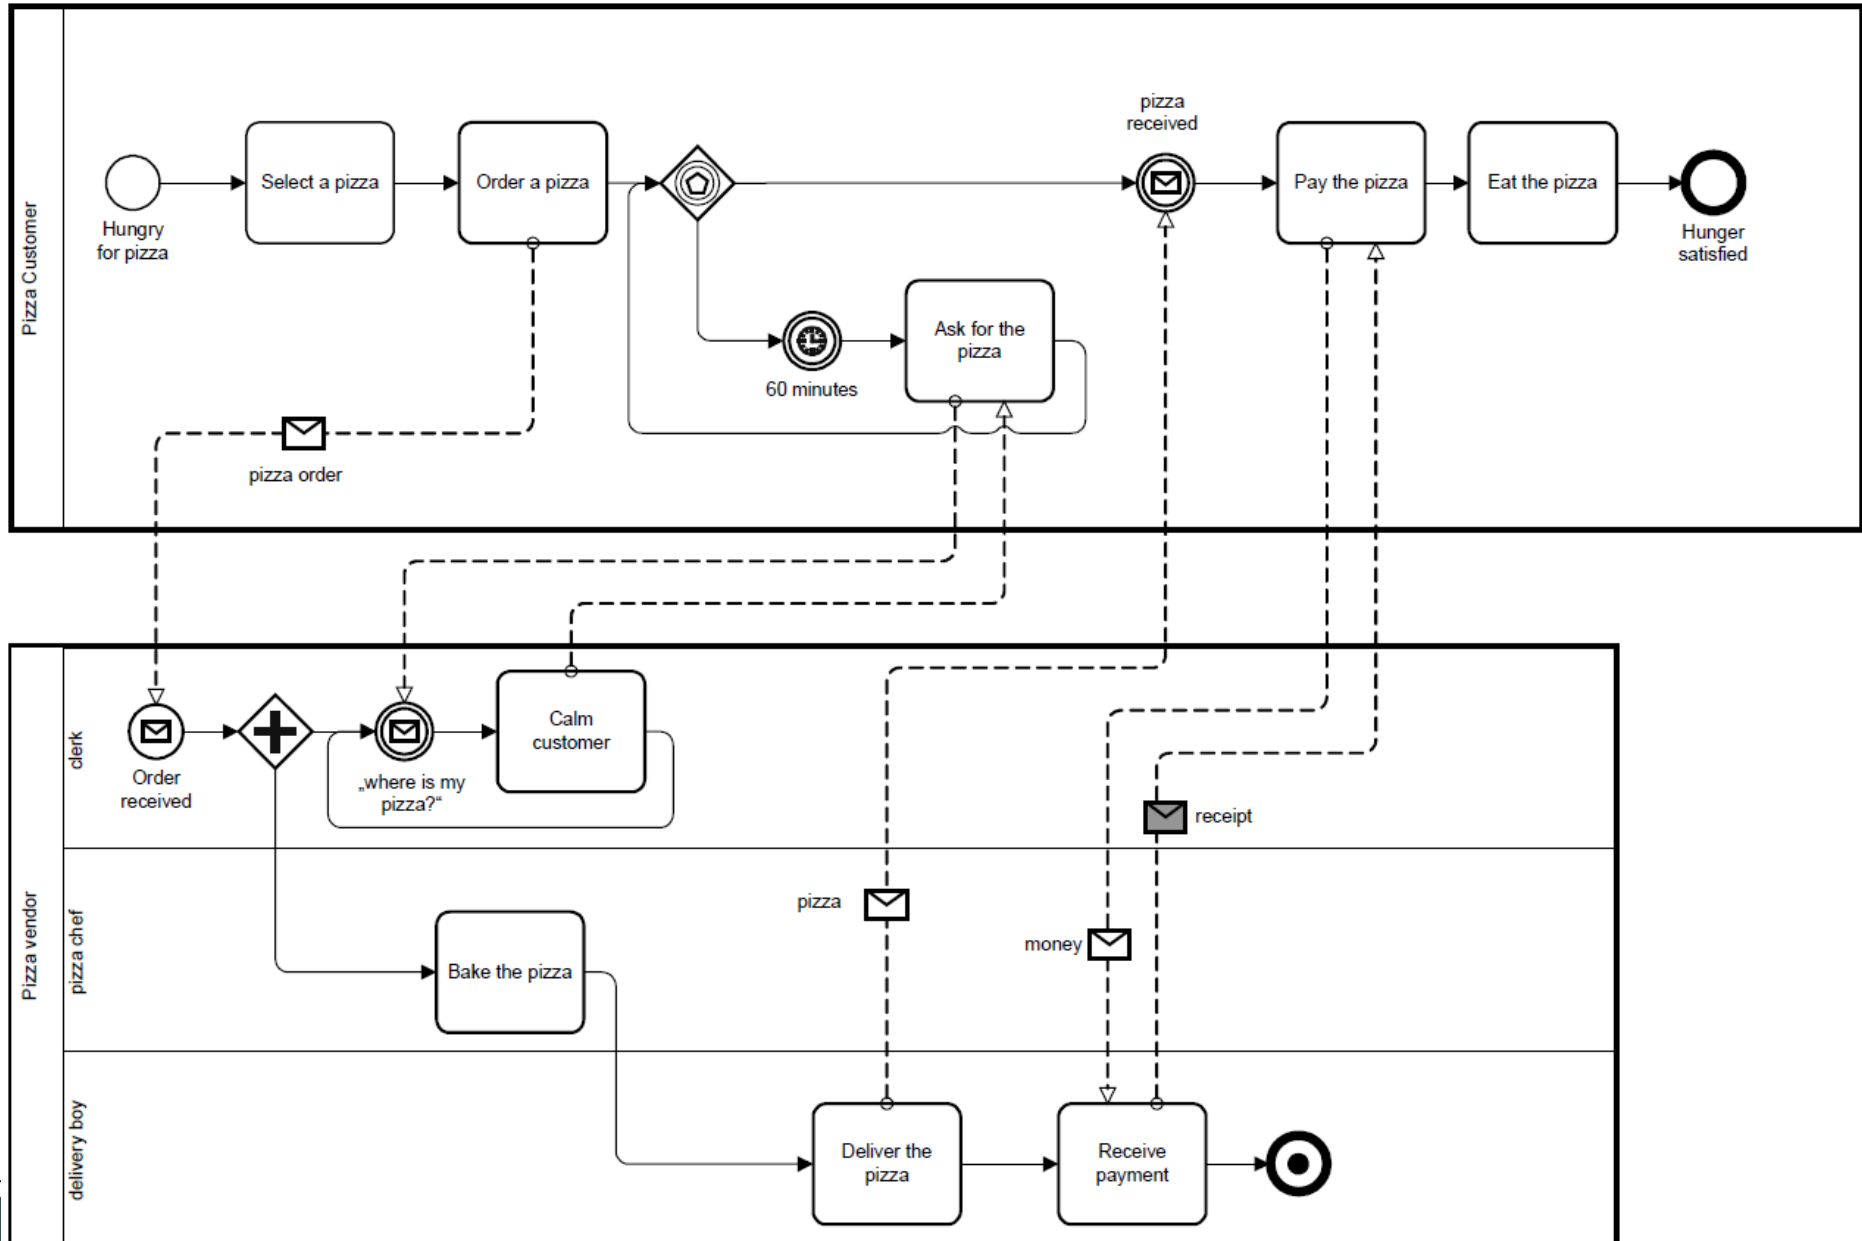 Pizza Customer
Hungry
for pizza
Select a pizza
Order a pizza
pizza
received
Pay the pizza
Eat the pizza
Hunger
satisfied
60 minutes
Ask for the
pizza
pizza order
Pizza vendor
clerk
Order
received
„where is my
pizza?“
Calm
customer
receipt
pizza chef
Bake the pizza
pizza
money
delivery boy
Deliver the
pizza
Receive
payment